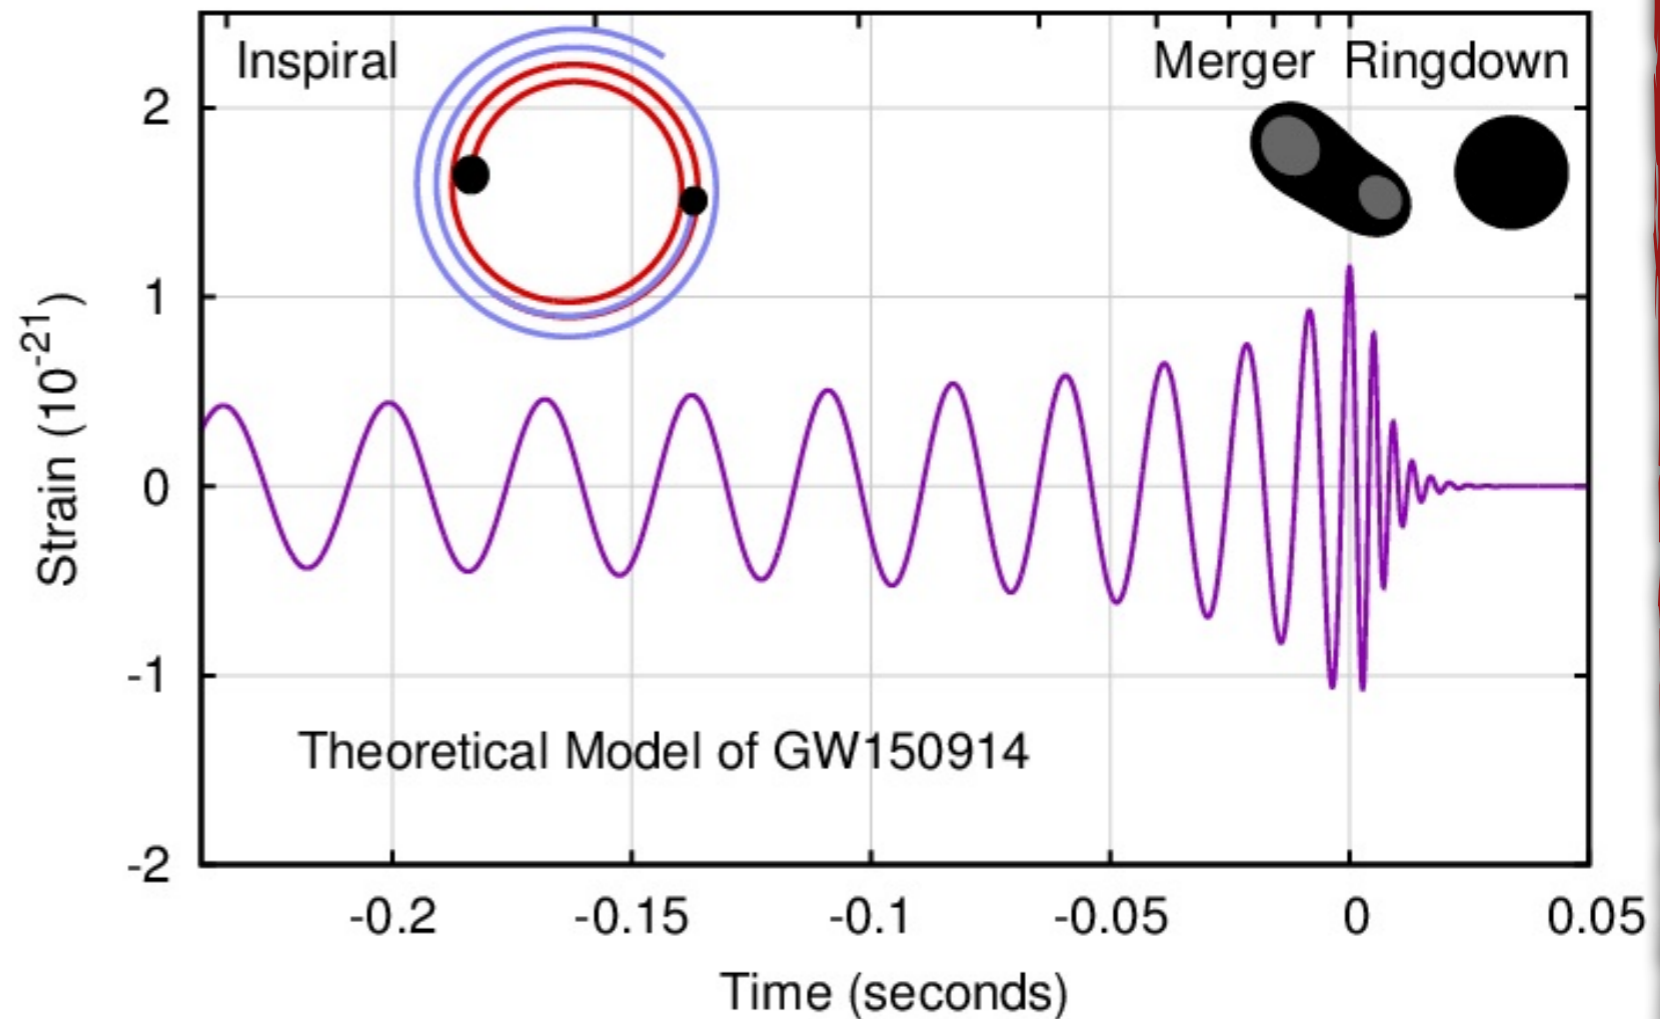 Inspiral
Merger Ringdown
2
1
0
-1
-2
Strain (10⁻²¹)
Theoretical Model of GW150914
-0.2 -0.15 -0.1 -0.05 0 0.05
Time (seconds)